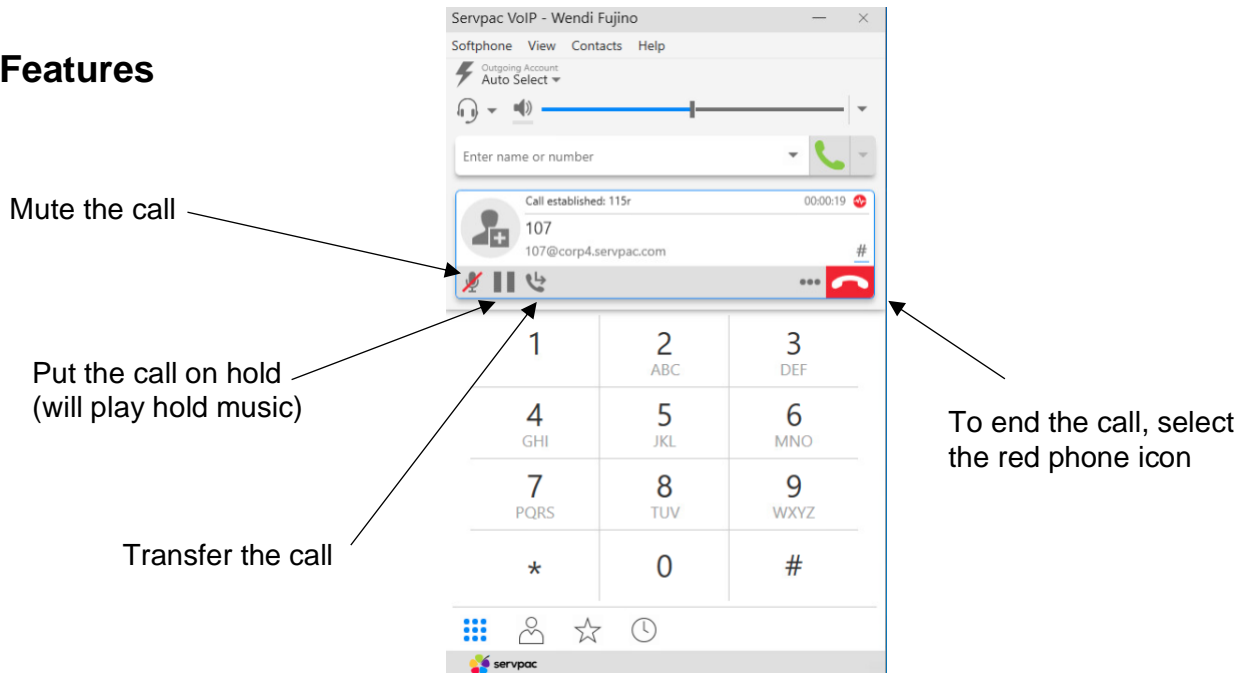 Servpac VoIP - Wendi Fujino
Softphone View Contacts Help
Features
Outgoing Account
Auto Select
Enter name or number
Mute the call
Call established: 115r 00:00:19
107
107@corp4.servpac.com #
Put the call on hold
(will play hold music)
1 2 3
ABC DEF
4 5 6
GHI JKL MNO
To end the call, select
the red phone icon
7 8 9
PQRS TUV WXYZ
Transfer the call
* 0 #
servpac